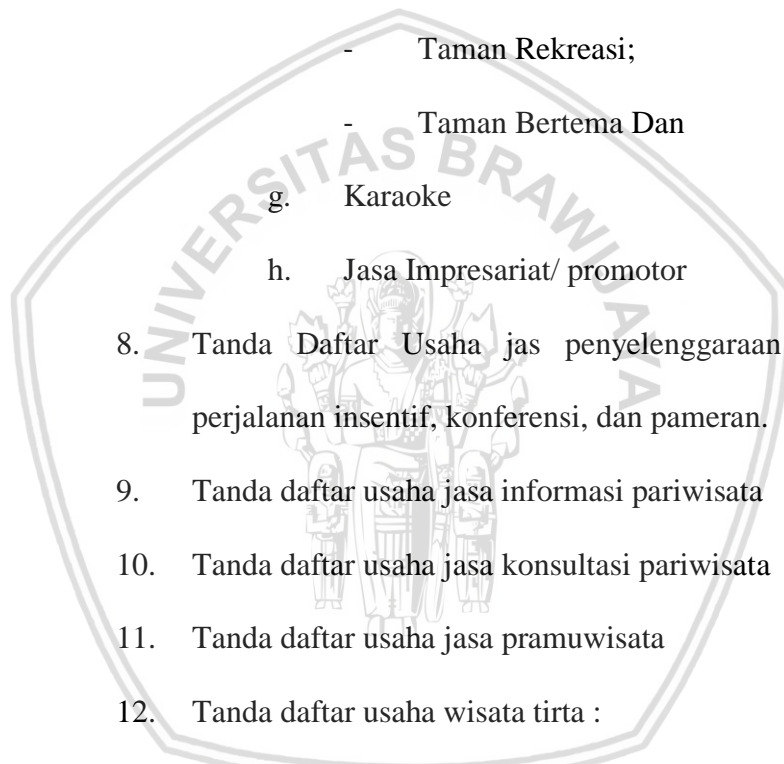 - Taman Rekreasi;
- Taman Bertema Dan
g. Karaoke
h. Jasa Impresariat/ promotor
8. Tanda Daftar Usaha jas penyelenggaraan
perjalanan insentif, konferensi, dan pameran.
9. Tanda daftar usaha jasa informasi pariwisata
10. Tanda daftar usaha jasa konsultasi pariwisata
11. Tanda daftar usaha jasa pramuwisata
12. Tanda daftar usaha wisata tirta :
UNIVERSITAS BRAWIJAYA